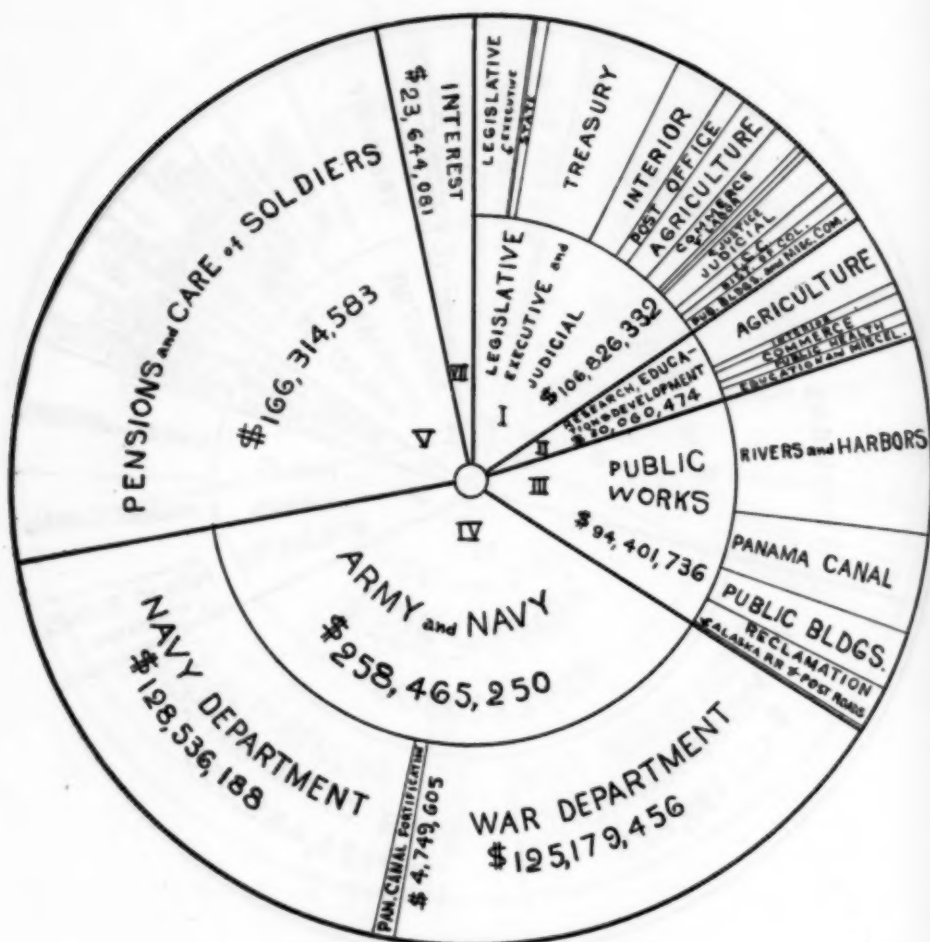 LEGISLATIVE
& EXECUTIVE
STATE
TREASURY
INTERIOR
POST OFFICE
AGRICULTURE
COMMERCE
& LABOR
JUSTICE
JUDICIAL
DIST. OF COL.
PUB. BLDGS. and MISC. COM.
LEGISLATIVE
EXECUTIVE and
JUDICIAL
$106,826,332
I
AGRICULTURE
INTERIOR
COMMERCE
PUBLIC HEALTH
EDUCATION AND MISCEL.
RESEARCH, EDUCA-
TION & DEVELOPMENT
$20,060,474
II
RIVERS and HARBORS
PANAMA CANAL
PUBLIC BLDGS.
RECLAMATION
& ALASKA RR & POST ROADS
III
PUBLIC
WORKS
$94,401,736
IV
ARMY and NAVY
$258,465,250
WAR DEPARTMENT
$125,179,456
PAN. CANAL FORTIFICATION
$4,749,605
NAVY DEPARTMENT
$128,536,188
V
PENSIONS and CARE of SOLDIERS
$166,314,583
VI
INTEREST
$23,644,081